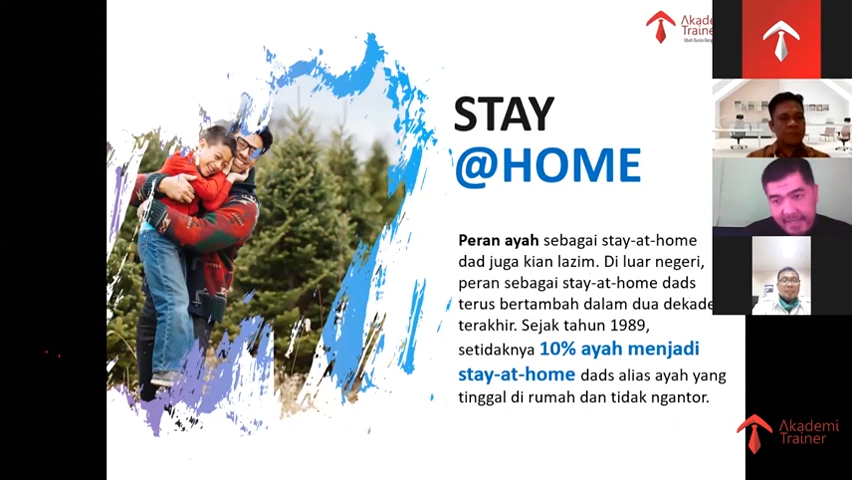 STAY
@HOME
Peran ayah sebagai stay-at-home
dad juga kian lazim. Di luar negeri,
peran sebagai stay-at-home dads
terus bertambah dalam dua dekade
terakhir. Sejak tahun 1989,
setidaknya 10% ayah menjadi
stay-at-home dads alias ayah yang
tinggal di rumah dan tidak ngantor.
Akademi
Trainer